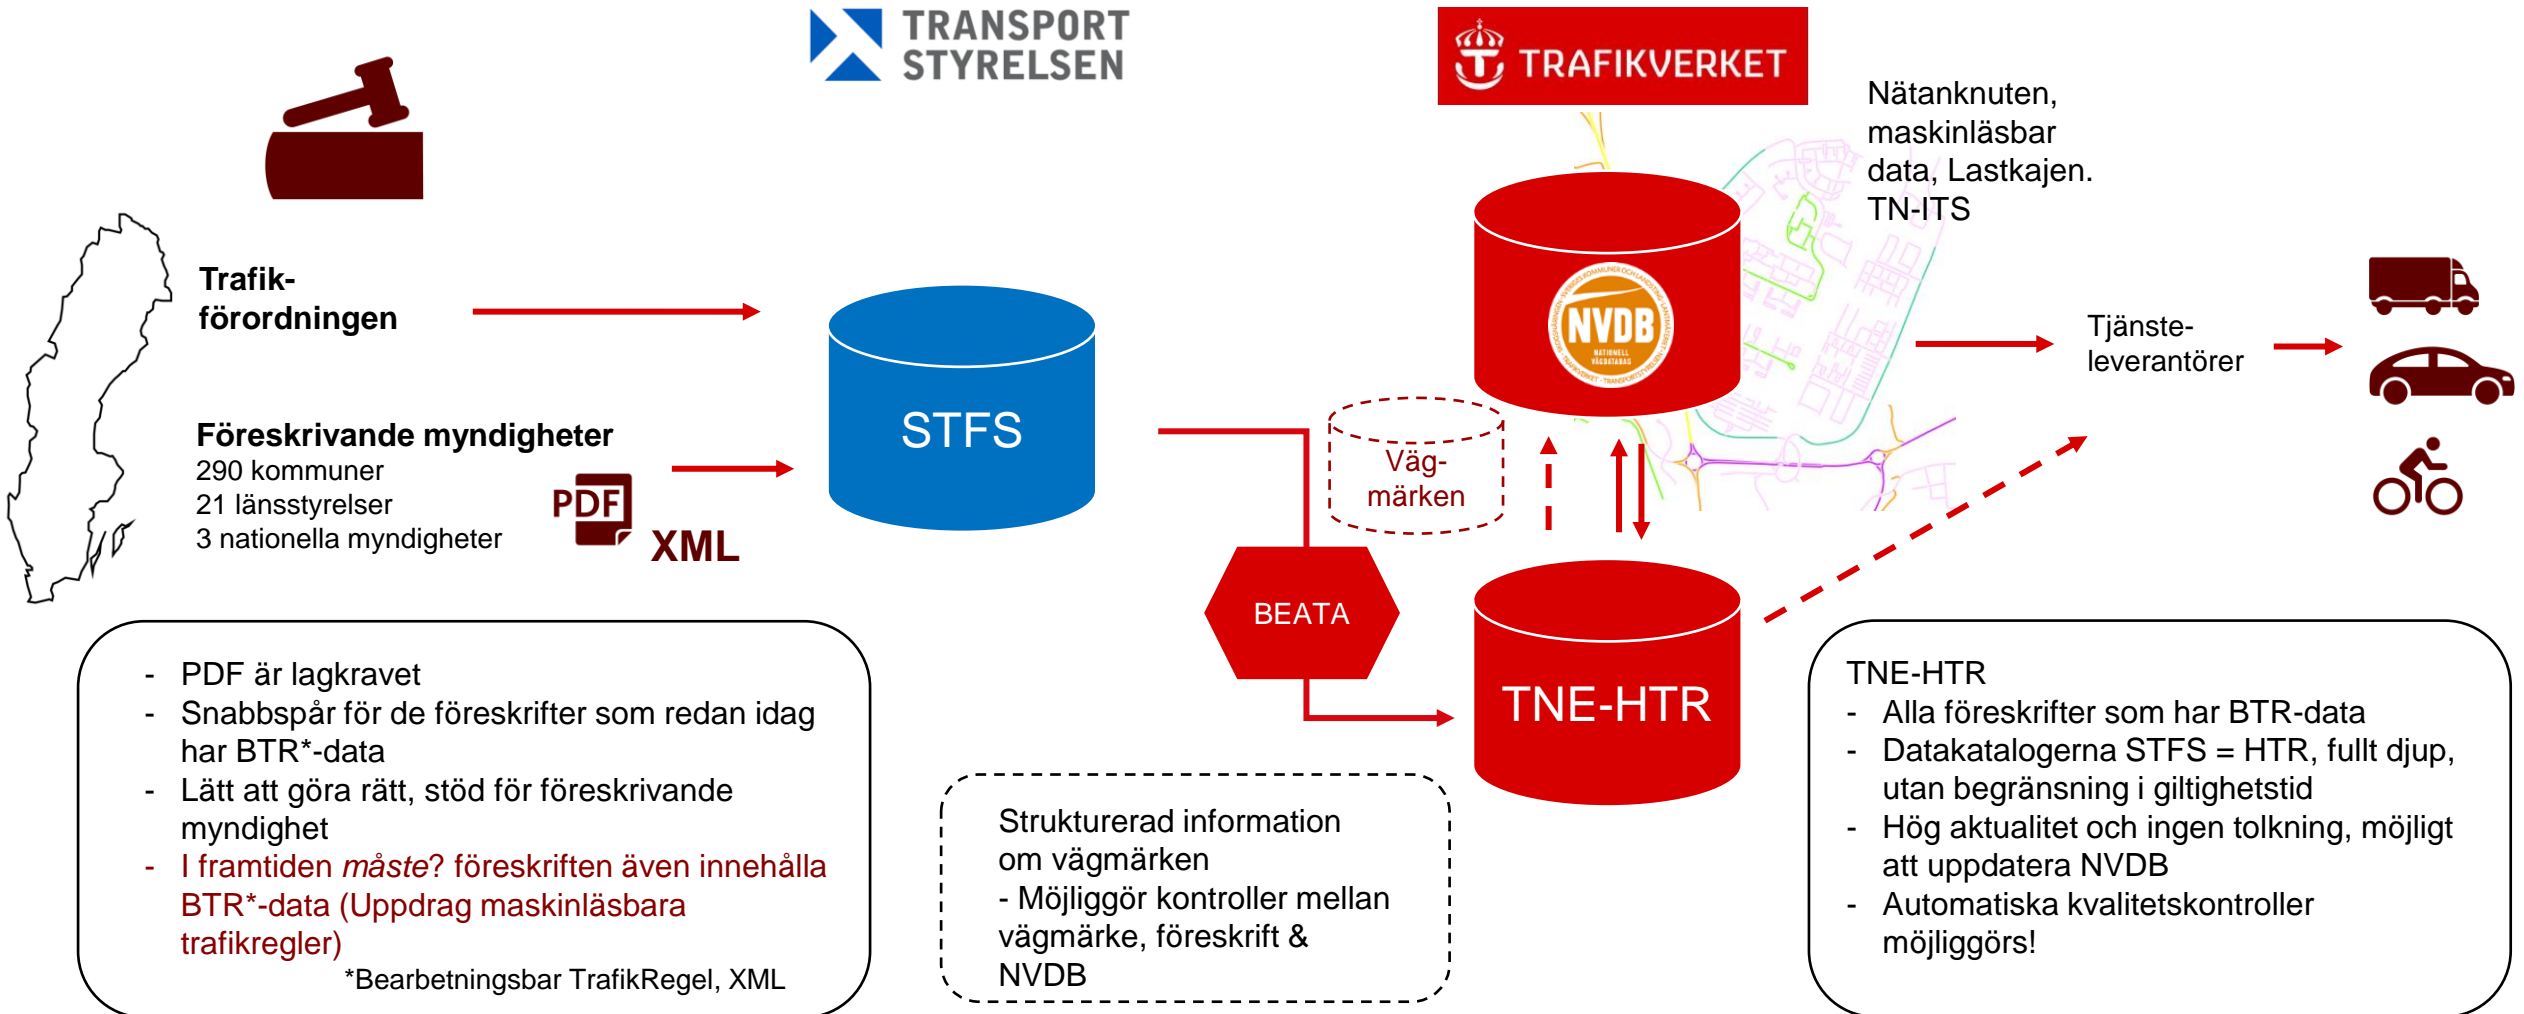 TRANSPORT
STYRELSEN
TRAFIKVERKET
Nätanknuten,
maskinläsbar
data, Lastkajen.
TN-ITS
Trafik-
förordningen
Föreskrivande myndigheter
290 kommuner
21 länsstyrelser
3 nationella myndigheter
PDF
XML
STFS
NVDB
NATIONELL
VÄGDATABAS
Väg-
märken
Tjänste-
leverantörer
BEATA
TNE-HTR
- PDF är lagkravet
- Snabbspår för de föreskrifter som redan idag
har BTR*-data
- Lätt att göra rätt, stöd för föreskrivande
myndighet
- I framtiden måste? föreskriften även innehålla
BTR*-data (Uppdrag maskinläsbara
trafikregler)
*Bearbetningsbar TrafikRegel, XML
Strukturerad information
om vägmärken
- Möjliggör kontroller mellan
vägmärke, föreskrift &
NVDB
TNE-HTR
- Alla föreskrifter som har BTR-data
- Datakatalogerna STFS = HTR, fullt djup,
utan begränsning i giltighetstid
- Hög aktualitet och ingen tolkning, möjligt
att uppdatera NVDB
- Automatiska kvalitetskontroller
möjliggörs!